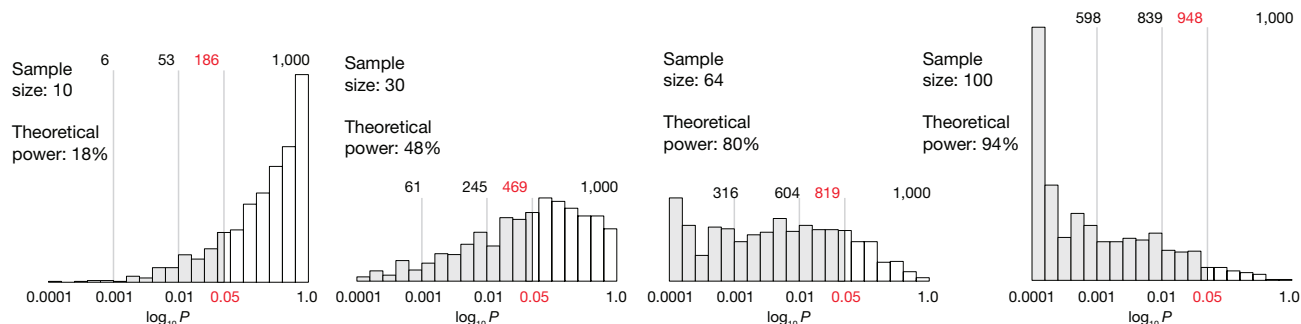 6 53 186 1,000
Sample
size: 10
Theoretical
power: 18%
0.0001 0.001 0.01 0.05 1.0
log10 P
Sample
size: 30
Theoretical
power: 48%
61 245 469 1,000
0.0001 0.001 0.01 0.05 1.0
log10 P
Sample
size: 64
Theoretical
power: 80%
316 604 819 1,000
0.0001 0.001 0.01 0.05 1.0
log10 P
598 839 948 1,000
Sample
size: 100
Theoretical
power: 94%
0.0001 0.001 0.01 0.05 1.0
log10 P